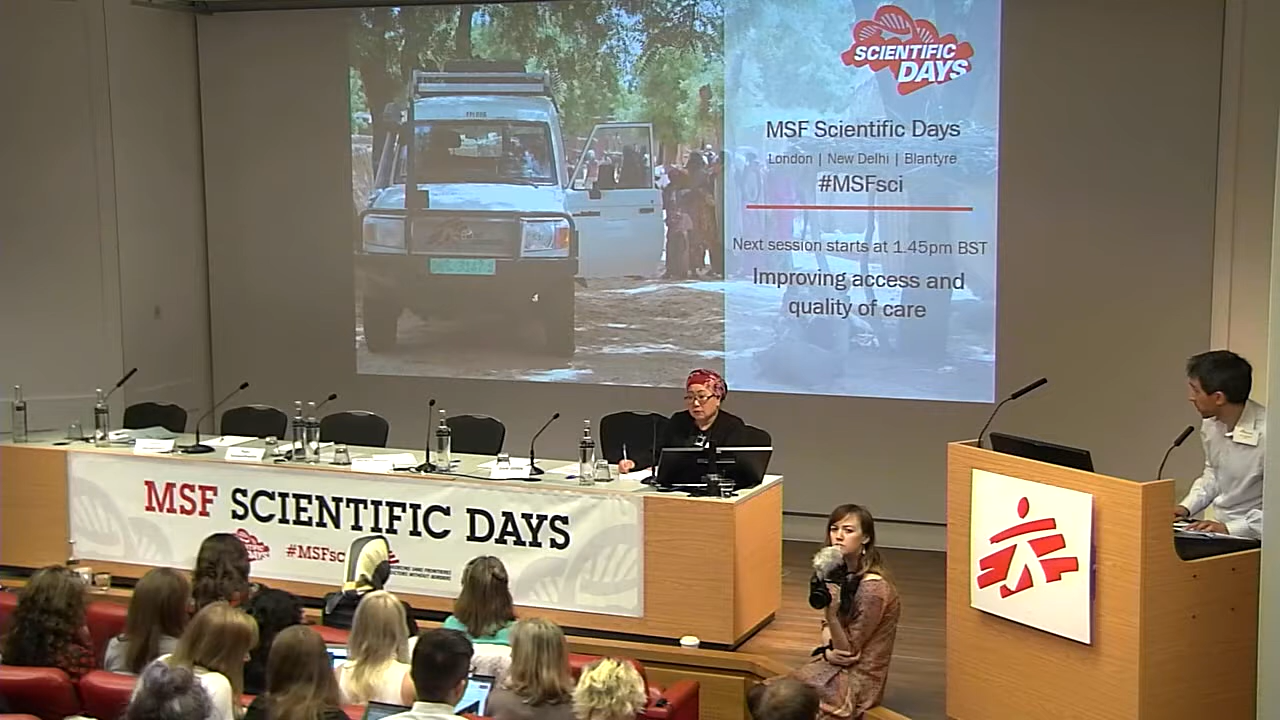 SCIENTIFIC
DAYS
MSF Scientific Days
London | New Delhi | Blantyre
#MSFsci
Next session starts at 1.45pm BST
Improving access and
quality of care
MSF SCIENTIFIC DAYS
#MSFsc